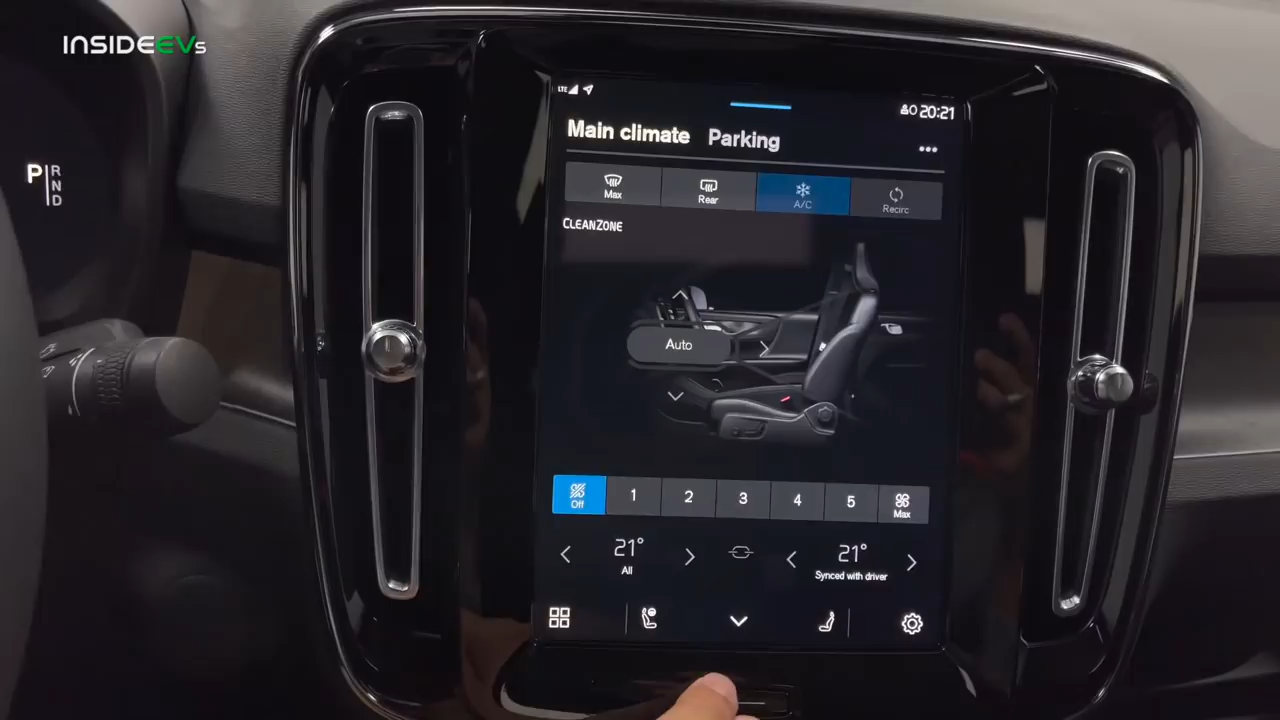 INSIDEEVs
LTE
20:21
Main climate Parking
Max
Rear
A/C
Recirc
CLEANZONE
P R
N
D
Auto
Off
1 2 3 4 5
Max
21° 21°
All
Synced with driver